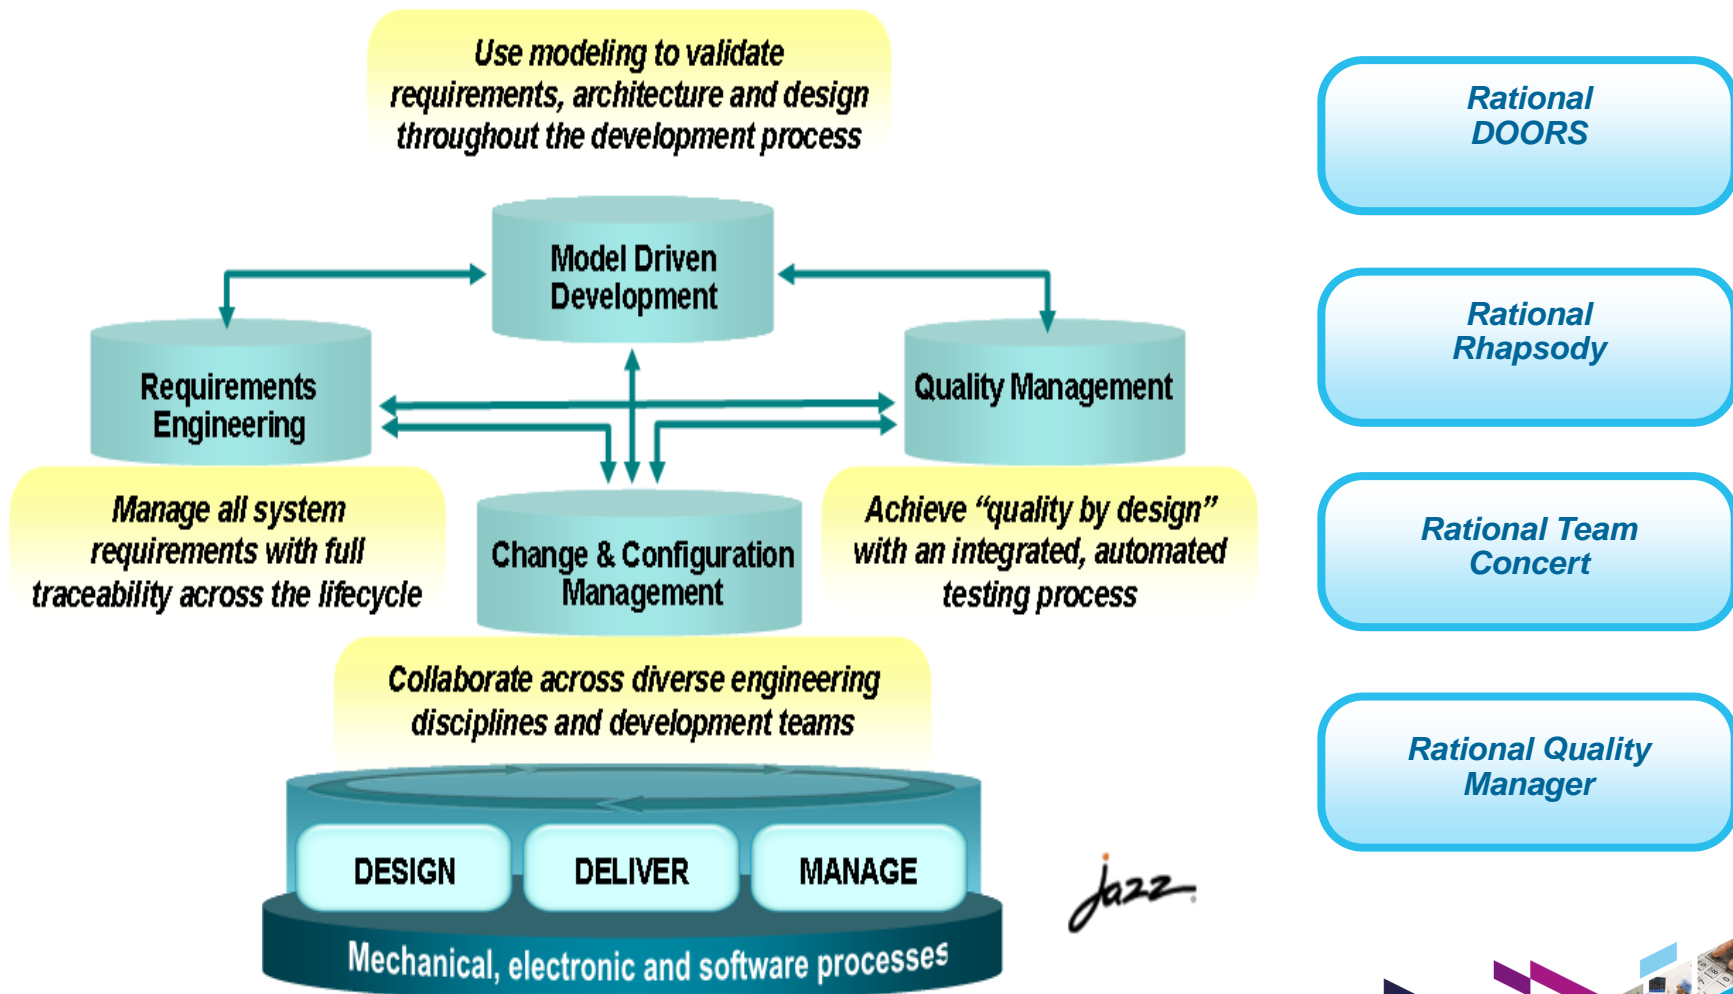 Use modeling to validate
requirements, architecture and design
throughout the development process
Model Driven
Development
Requirements
Engineering
Quality Management
Manage all system
requirements with full
traceability across the lifecycle
Change & Configuration
Management
Achieve “quality by design”
with an integrated, automated
testing process
Collaborate across diverse engineering
disciplines and development teams
DESIGN
DELIVER
MANAGE
Mechanical, electronic and software processes
jazz
Rational
DOORS
Rational
Rhapsody
Rational Team
Concert
Rational Quality
Manager